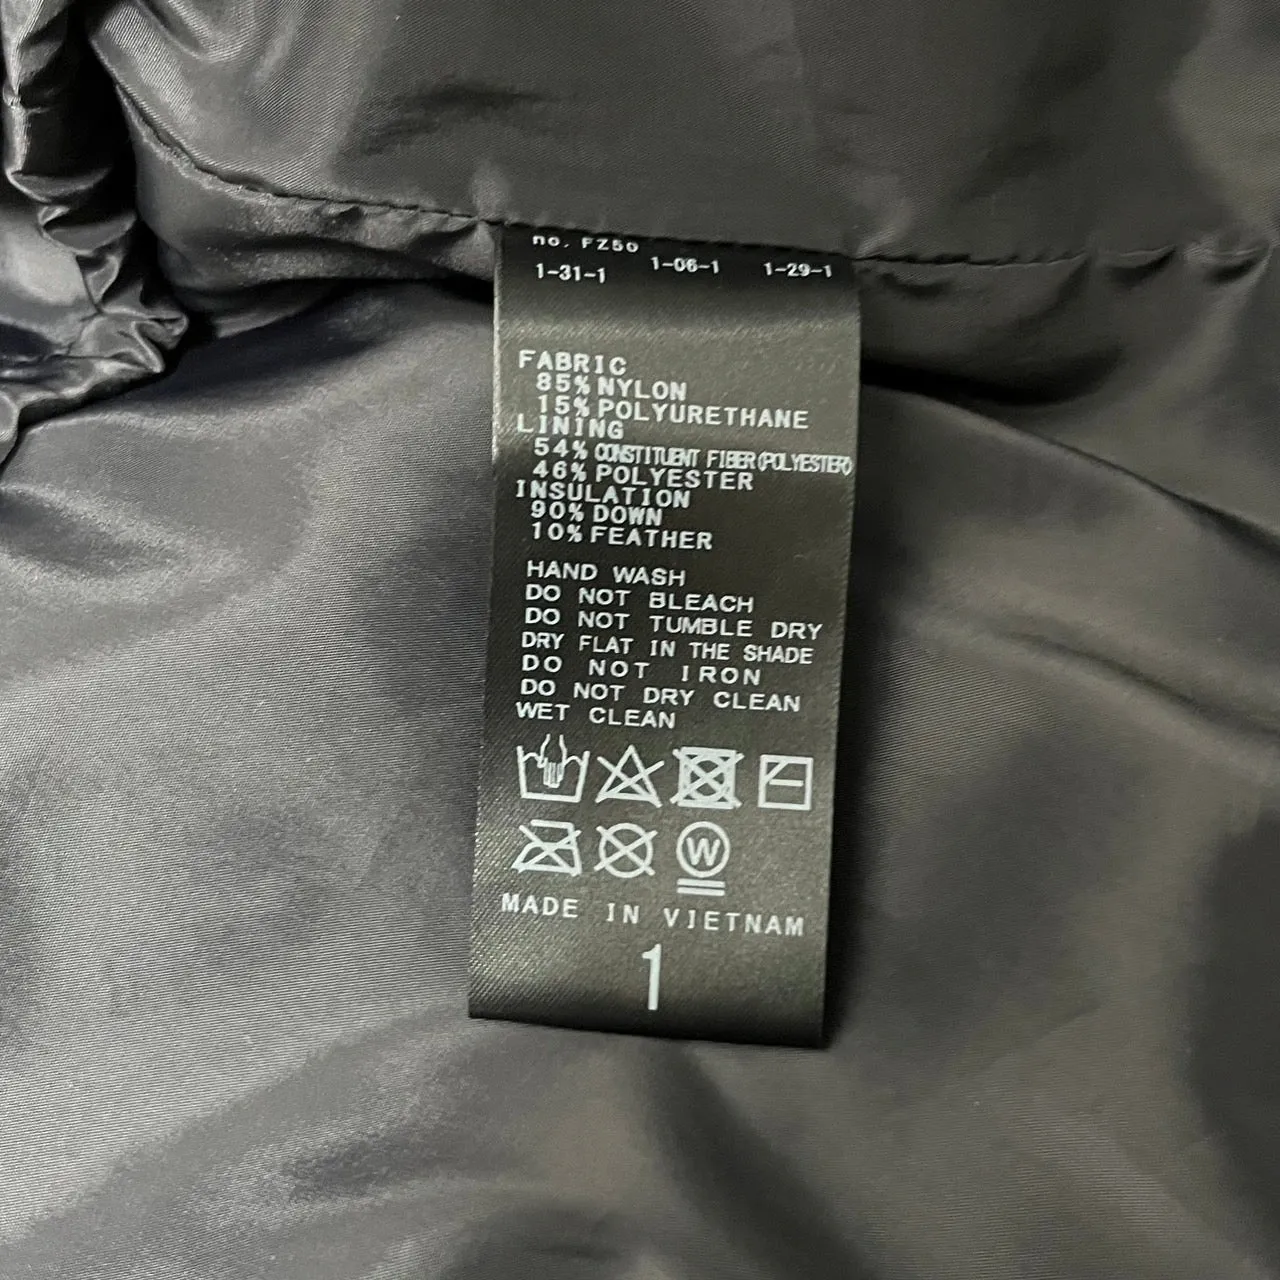 no. FZ50
1-31-1 1-06-1 1-29-1
FABRIC
85% NYLON
15% POLYURETHANE
LINING
54% CONSTITUENT FIBER(POLYESTER)
46% POLYESTER
INSULATION
90% DOWN
10% FEATHER
HAND WASH
DO NOT BLEACH
DO NOT TUMBLE DRY
DRY FLAT IN THE SHADE
DO NOT IRON
DO NOT DRY CLEAN
WET CLEAN
W
MADE IN VIETNAM
1